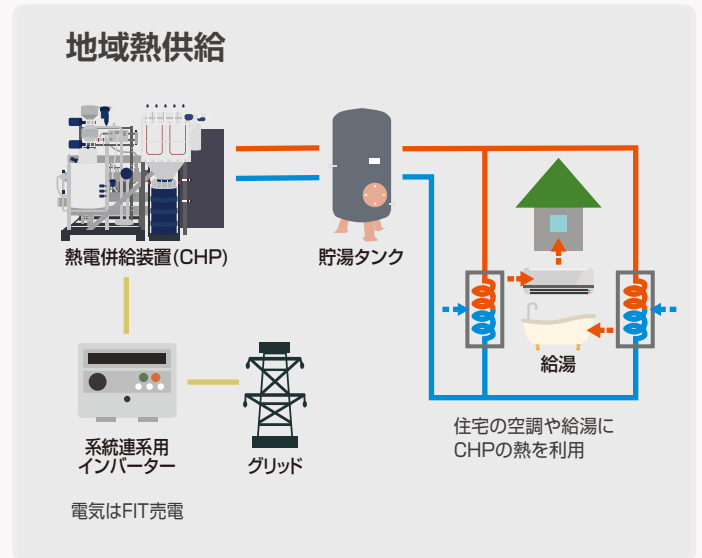 地域熱供給
熱電併給装置(CHP)
貯湯タンク
給湯
住宅の空調や給湯に
CHPの熱を利用
系統連系用
インバーター
グリッド
電気はFIT売電